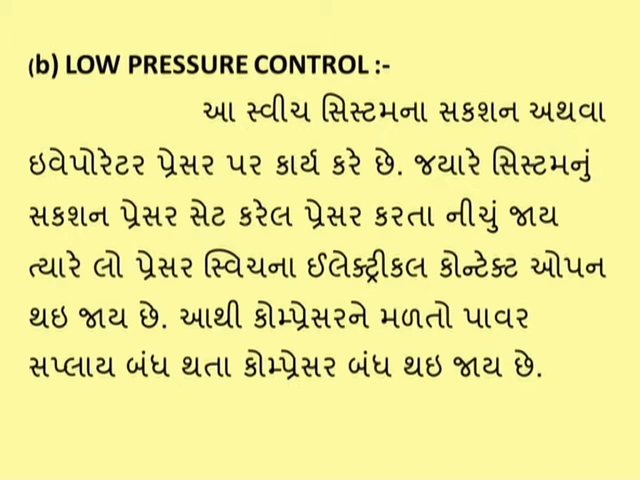 (b) LOW PRESSURE CONTROL :-
આ સ્વીચ સિસ્ટમના સકશન અથવા
ઇવેપોરેટર પ્રેસર પર કાર્ય કરે છે. જયારે સિસ્ટમનું
સકશન પ્રેસર સેટ કરેલ પ્રેસર કરતા નીચું જાય
ત્યારે લો પ્રેસર સ્વિચના ઈલેક્ટ્રીકલ કોન્ટેક્ટ ઓપન
થઇ જાય છે. આથી કોમ્પ્રેસરને મળતો પાવર
સપ્લાય બંધ થતા કોમ્પ્રેસર બંધ થઇ જાય છે.